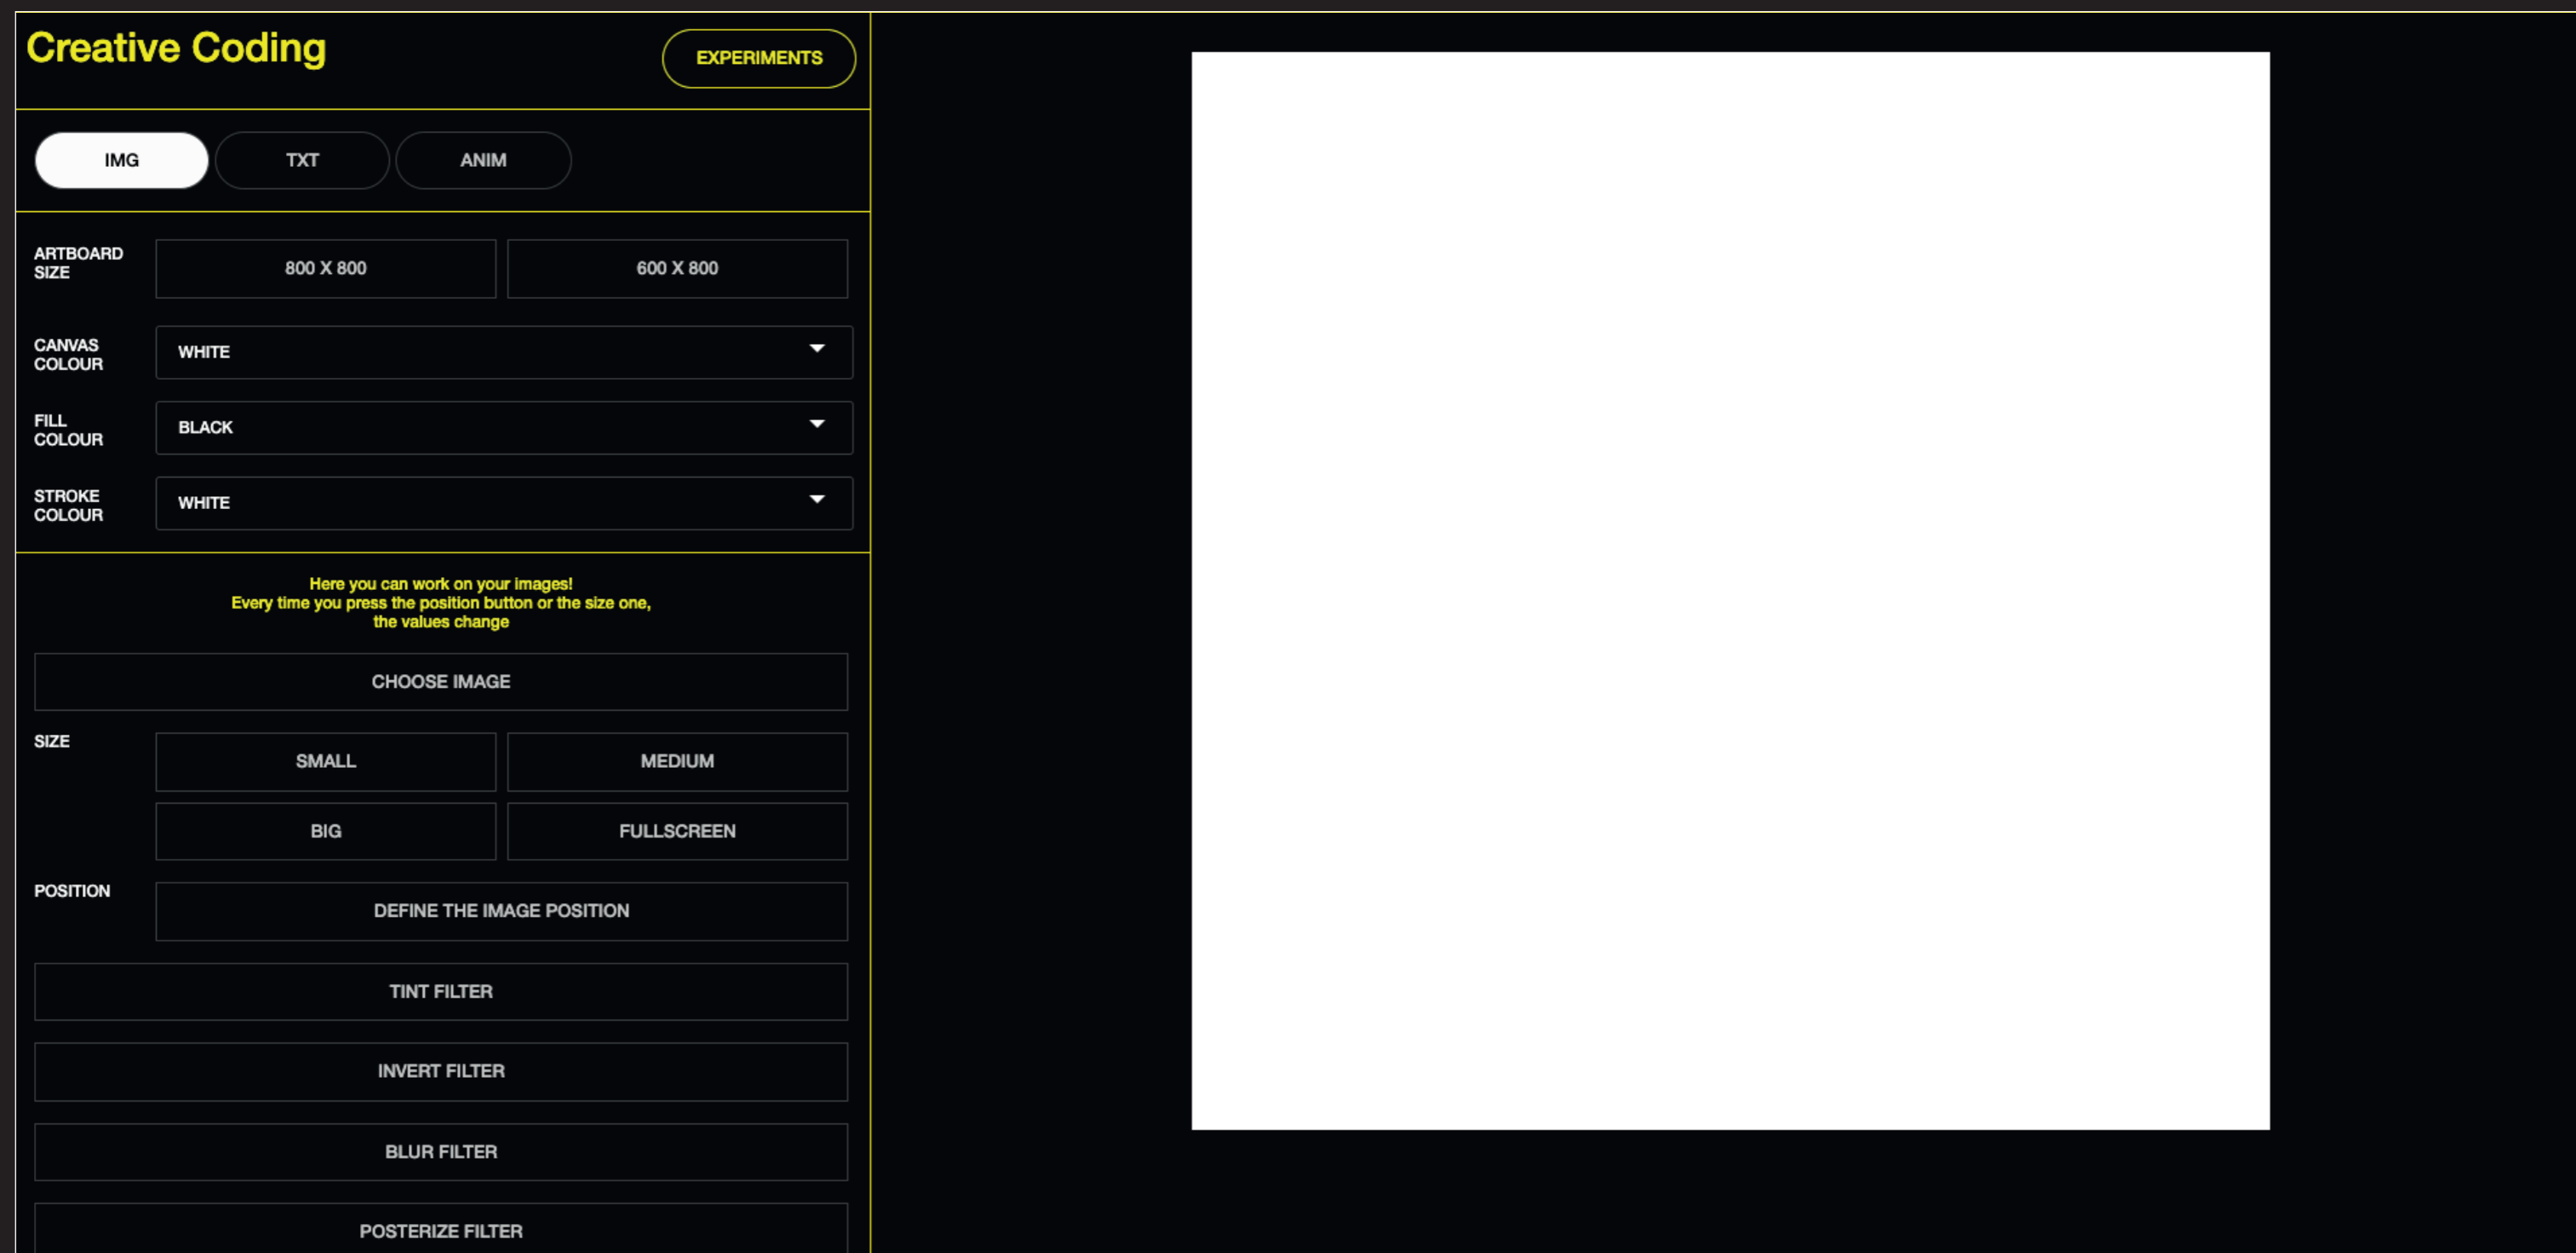 Creative Coding
EXPERIMENTS
IMG
TXT
ANIM
ARTBOARD
SIZE
800 X 800
600 X 800
CANVAS
COLOUR
WHITE
FILL
COLOUR
BLACK
STROKE
COLOUR
WHITE
Here you can work on your images!
Every time you press the position button or the size one,
the values change
CHOOSE IMAGE
SIZE
SMALL
MEDIUM
BIG
FULLSCREEN
POSITION
DEFINE THE IMAGE POSITION
TINT FILTER
INVERT FILTER
BLUR FILTER
POSTERIZE FILTER